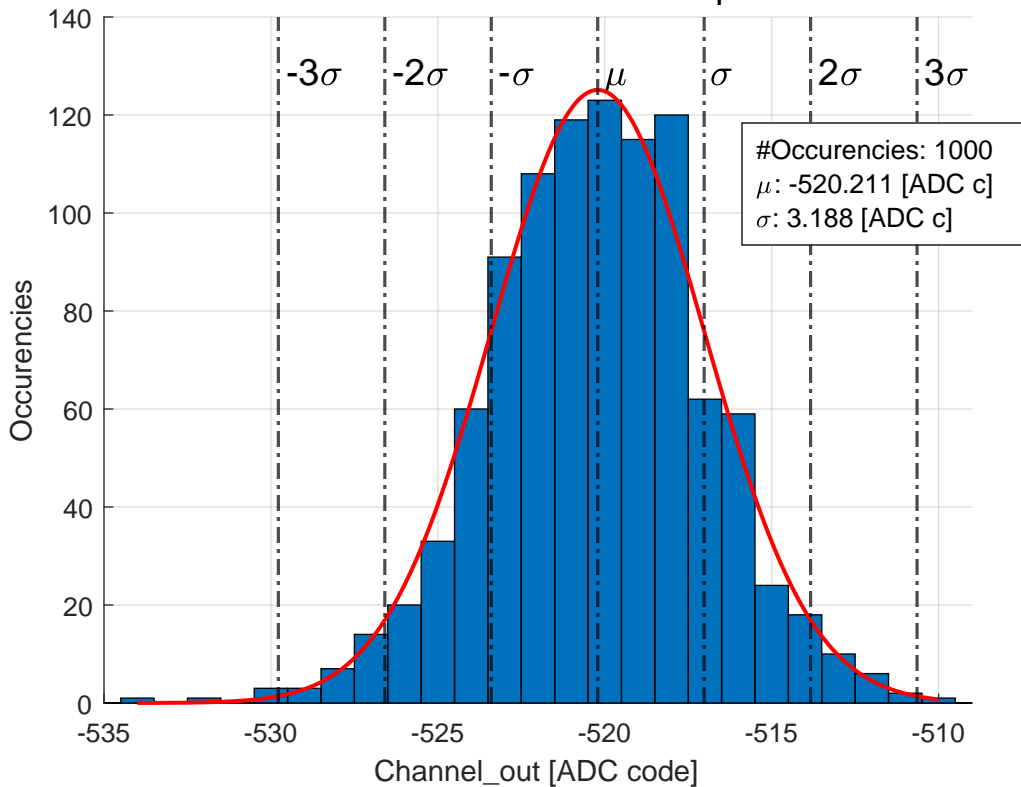 140
120
100
80
60
40
20
0
-3σ
-2σ
-σ
μ
σ
2σ
3σ
#Occurencies: 1000
μ: -520.211 [ADC c]
σ: 3.188 [ADC c]
-535
-530
-525
-520
-515
-510
Channel_out [ADC code]
Occurencies